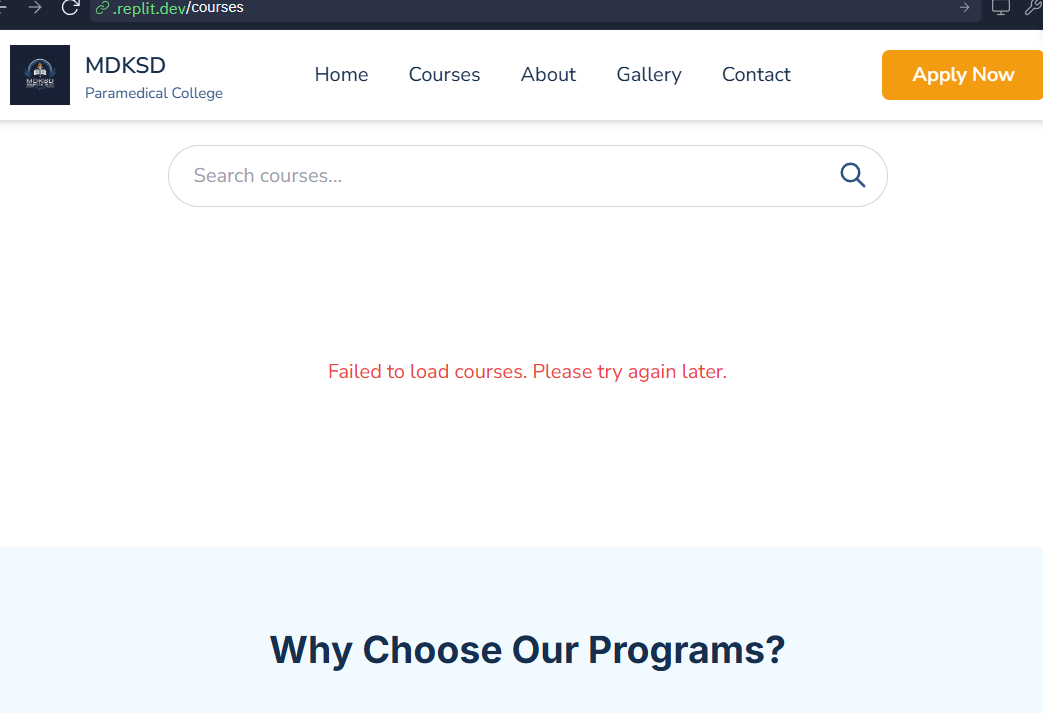 .replit.dev/courses
MDKSD
MDKSD
Paramedical College
Home
Courses
About
Gallery
Contact
Apply Now
Search courses...
Failed to load courses. Please try again later.
Why Choose Our Programs?